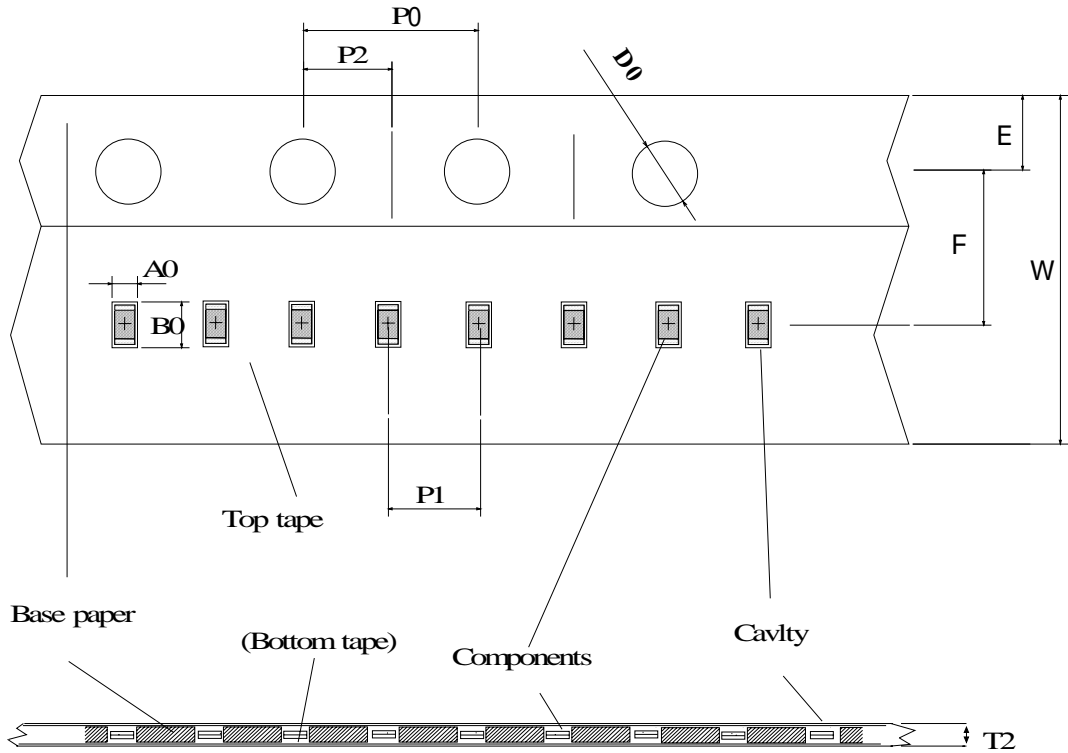 P0
P2
D0
E
A0
F
W
B0
P1
Top tape
Base paper
(Bottom tape)
Components
Cavlty
T2